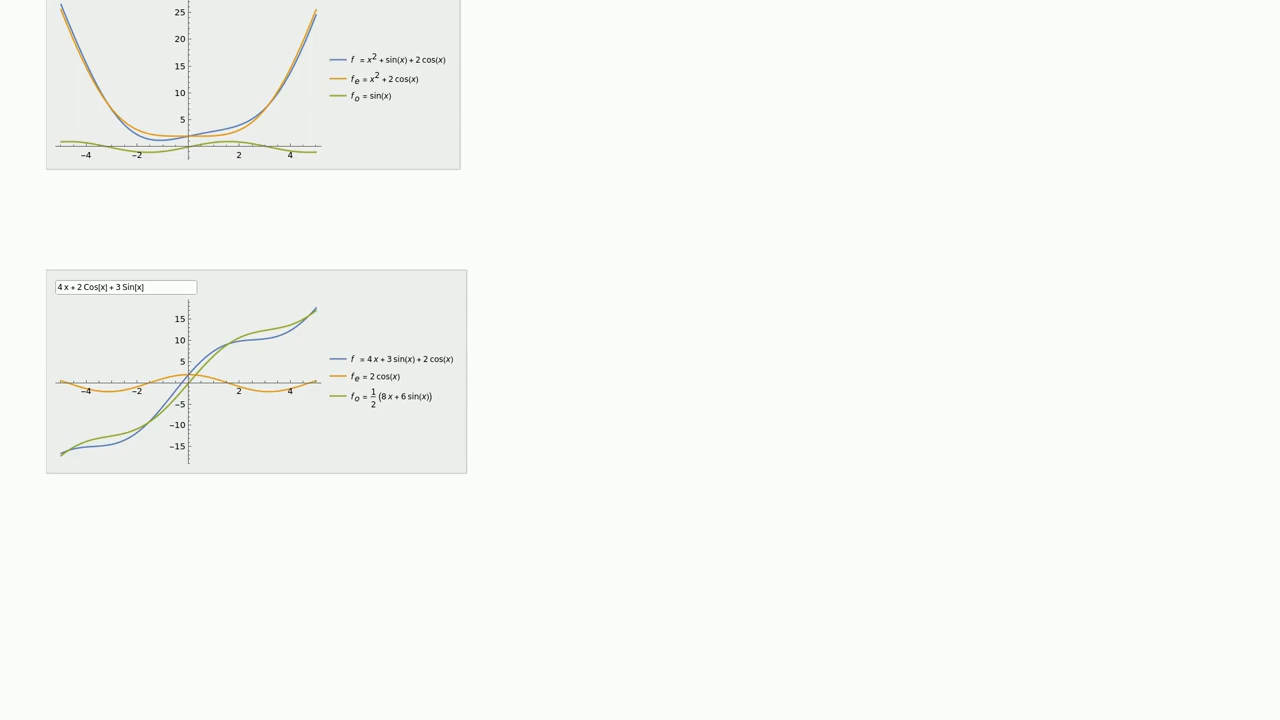 25
20
15
10
5
−4 −2 2 4
f = x² + sin(x) + 2 cos(x)
fₑ = x² + 2 cos(x)
fₒ = sin(x)
4 x + 2 Cos[x] + 3 Sin[x]
15
10
5
−4 −2 2 4
−5
−10
−15
f = 4 x + 3 sin(x) + 2 cos(x)
fₑ = 2 cos(x)
fₒ = 1/2 (8 x + 6 sin(x))